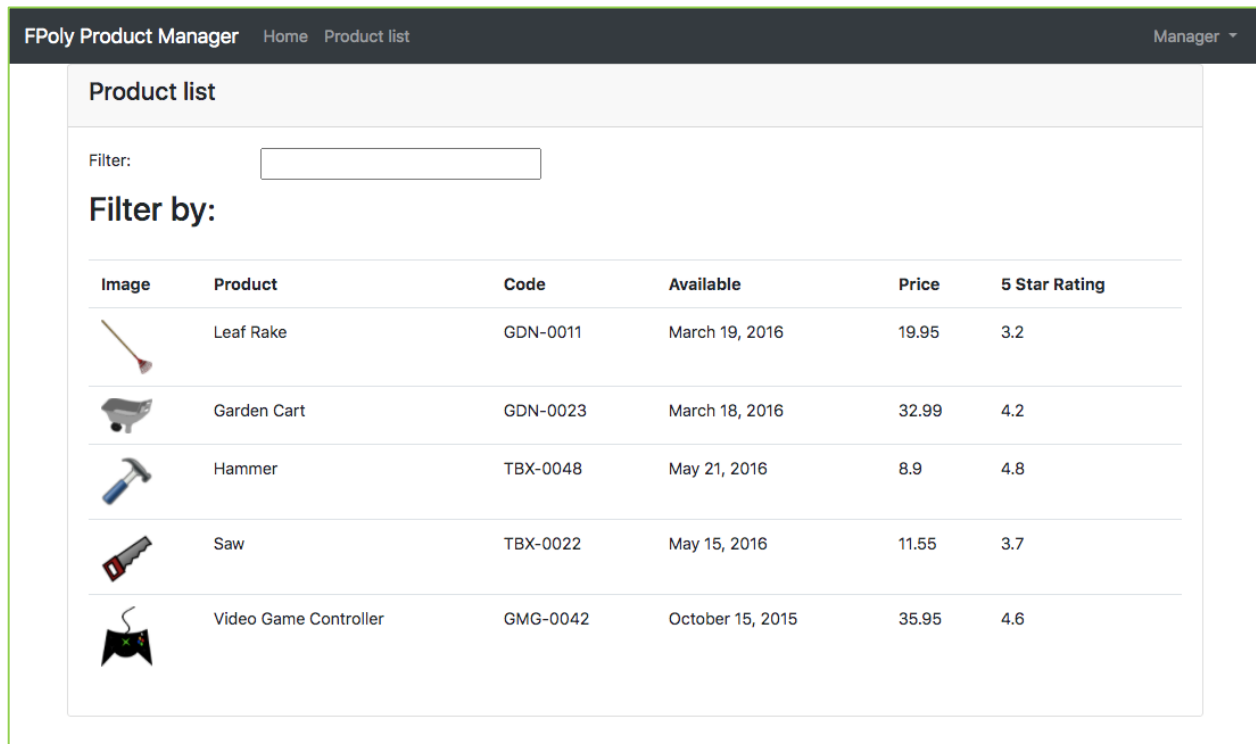 FPoly Product Manager Home Product list Manager
Product list
Filter:
Filter by:
Image Product Code Available Price 5 Star Rating
Leaf Rake GDN-0011 March 19, 2016 19.95 3.2
Garden Cart GDN-0023 March 18, 2016 32.99 4.2
Hammer TBX-0048 May 21, 2016 8.9 4.8
Saw TBX-0022 May 15, 2016 11.55 3.7
Video Game Controller GMG-0042 October 15, 2015 35.95 4.6